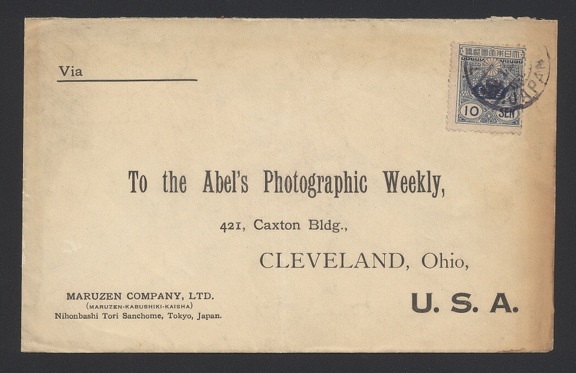 Via
10 SEN
JAPAN
To the Abel's Photographic Weekly,
421, Caxton Bldg.,
CLEVELAND, Ohio,
U. S. A.
MARUZEN COMPANY, LTD.
(MARUZEN-KABUSHIKI-KAISHA)
Nihonbashi Tori Sanchome, Tokyo, Japan.